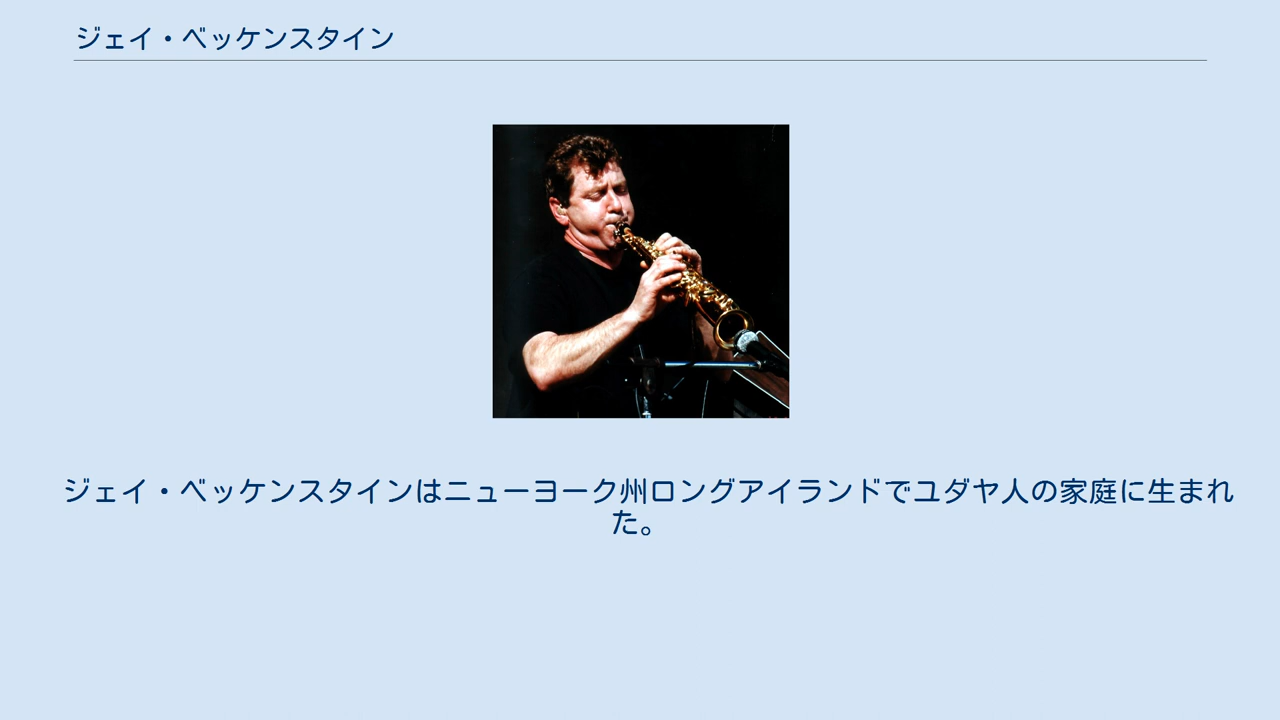 ジェイ・ベッケンスタイン
ジェイ・ベッケンスタインはニューヨーク州ロングアイランドでユダヤ人の家庭に生まれ
た。